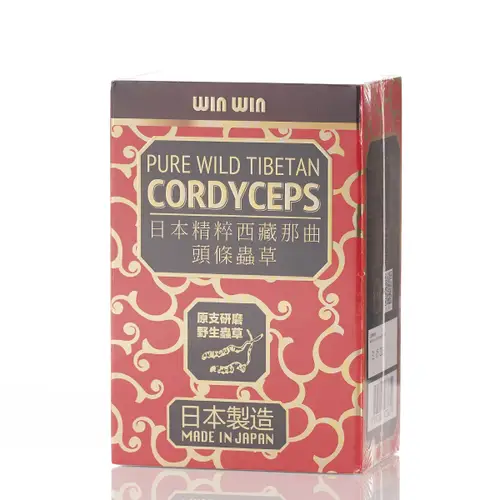 WIN WIN
PURE WILD TIBETAN
CORDYCEPS
日本精粹西藏那曲
頭條蟲草
原支研磨
野生蟲草
日本製造
MADE IN JAPAN